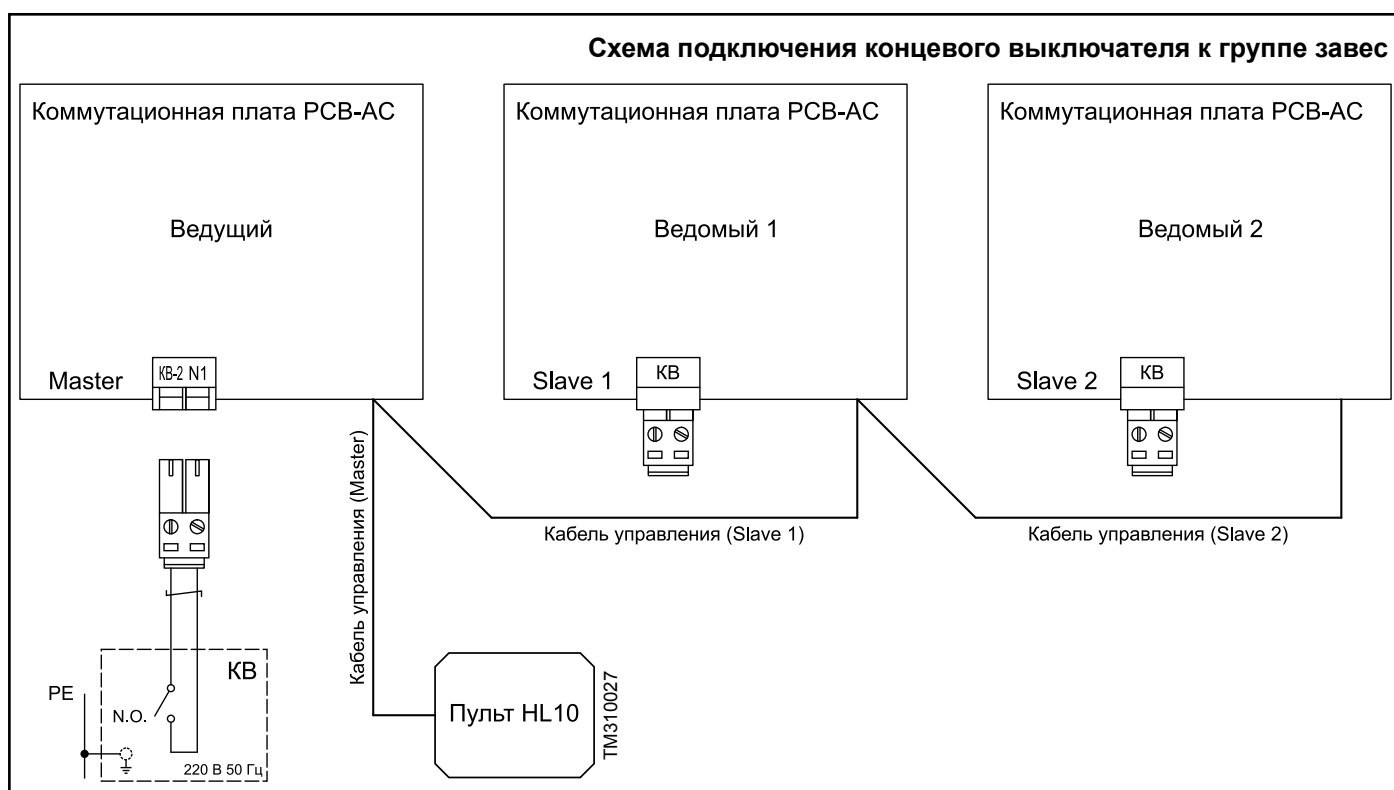 Схема подключения концевого выключателя к группе завес
Коммутационная плата PCB-AC
Ведущий
Master
КВ-2 N1
Коммутационная плата PCB-AC
Ведомый 1
Slave 1
КВ
Коммутационная плата PCB-AC
Ведомый 2
Slave 2
КВ
Кабель управления (Master)
Кабель управления (Slave 1)
Кабель управления (Slave 2)
КВ
PE
N.O.
220 В 50 Гц
Пульт HL10
TM310027